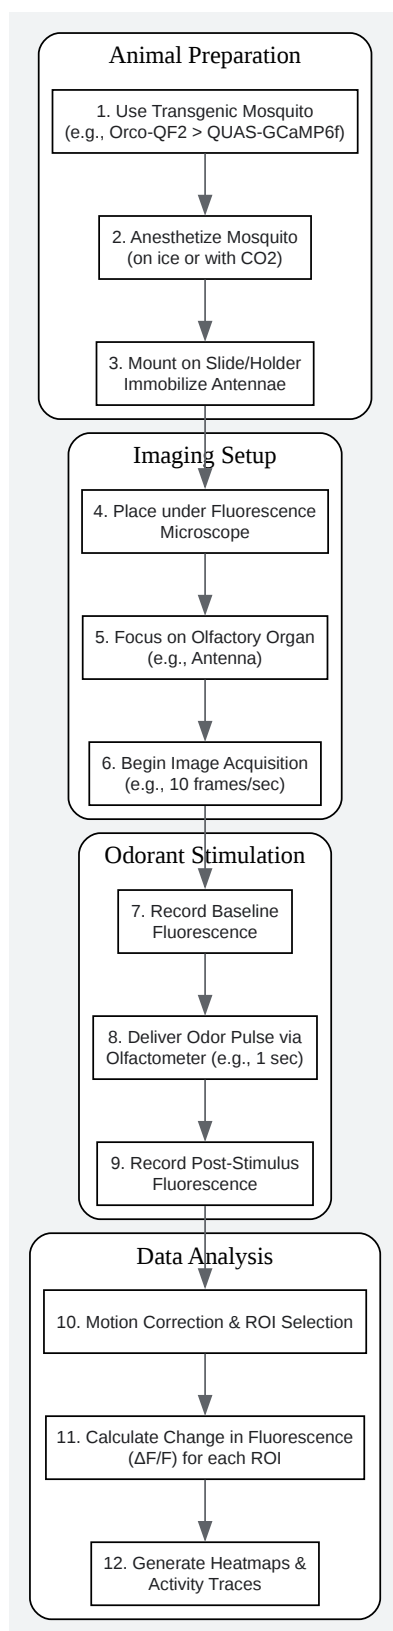 Animal Preparation
1. Use Transgenic Mosquito
(e.g., Orco-QF2 > QUAS-GCaMP6f)
2. Anesthetize Mosquito
(on ice or with CO2)
3. Mount on Slide/Holder
Immobilize Antennae
Imaging Setup
4. Place under Fluorescence
Microscope
5. Focus on Olfactory Organ
(e.g., Antenna)
6. Begin Image Acquisition
(e.g., 10 frames/sec)
Odorant Stimulation
7. Record Baseline
Fluorescence
8. Deliver Odor Pulse via
Olfactometer (e.g., 1 sec)
9. Record Post-Stimulus
Fluorescence
Data Analysis
10. Motion Correction & ROI Selection
11. Calculate Change in Fluorescence
(ΔF/F) for each ROI
12. Generate Heatmaps &
Activity Traces